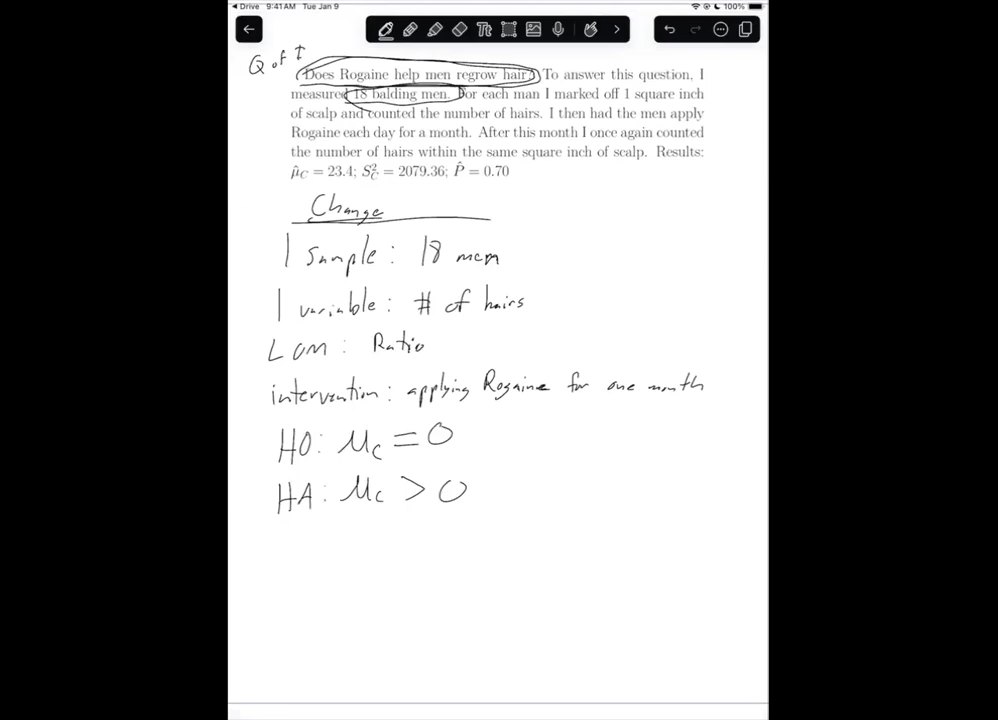 Drive 9:41 AM Tue Jan 9 100%
Q of I
Does Rogaine help men regrow hair? To answer this question, I
measured 18 balding men. For each man I marked off 1 square inch
of scalp and counted the number of hairs. I then had the men apply
Rogaine each day for a month. After this month I once again counted
the number of hairs within the same square inch of scalp. Results:
μ̂_C = 23.4; S²_C = 2079.36; P̂ = 0.70
Change
1 sample: 18 men
1 variable: # of hairs
LOM: Ratio
intervention: applying Rogaine for one month
H0: μ_c = 0
HA: μ_c > 0